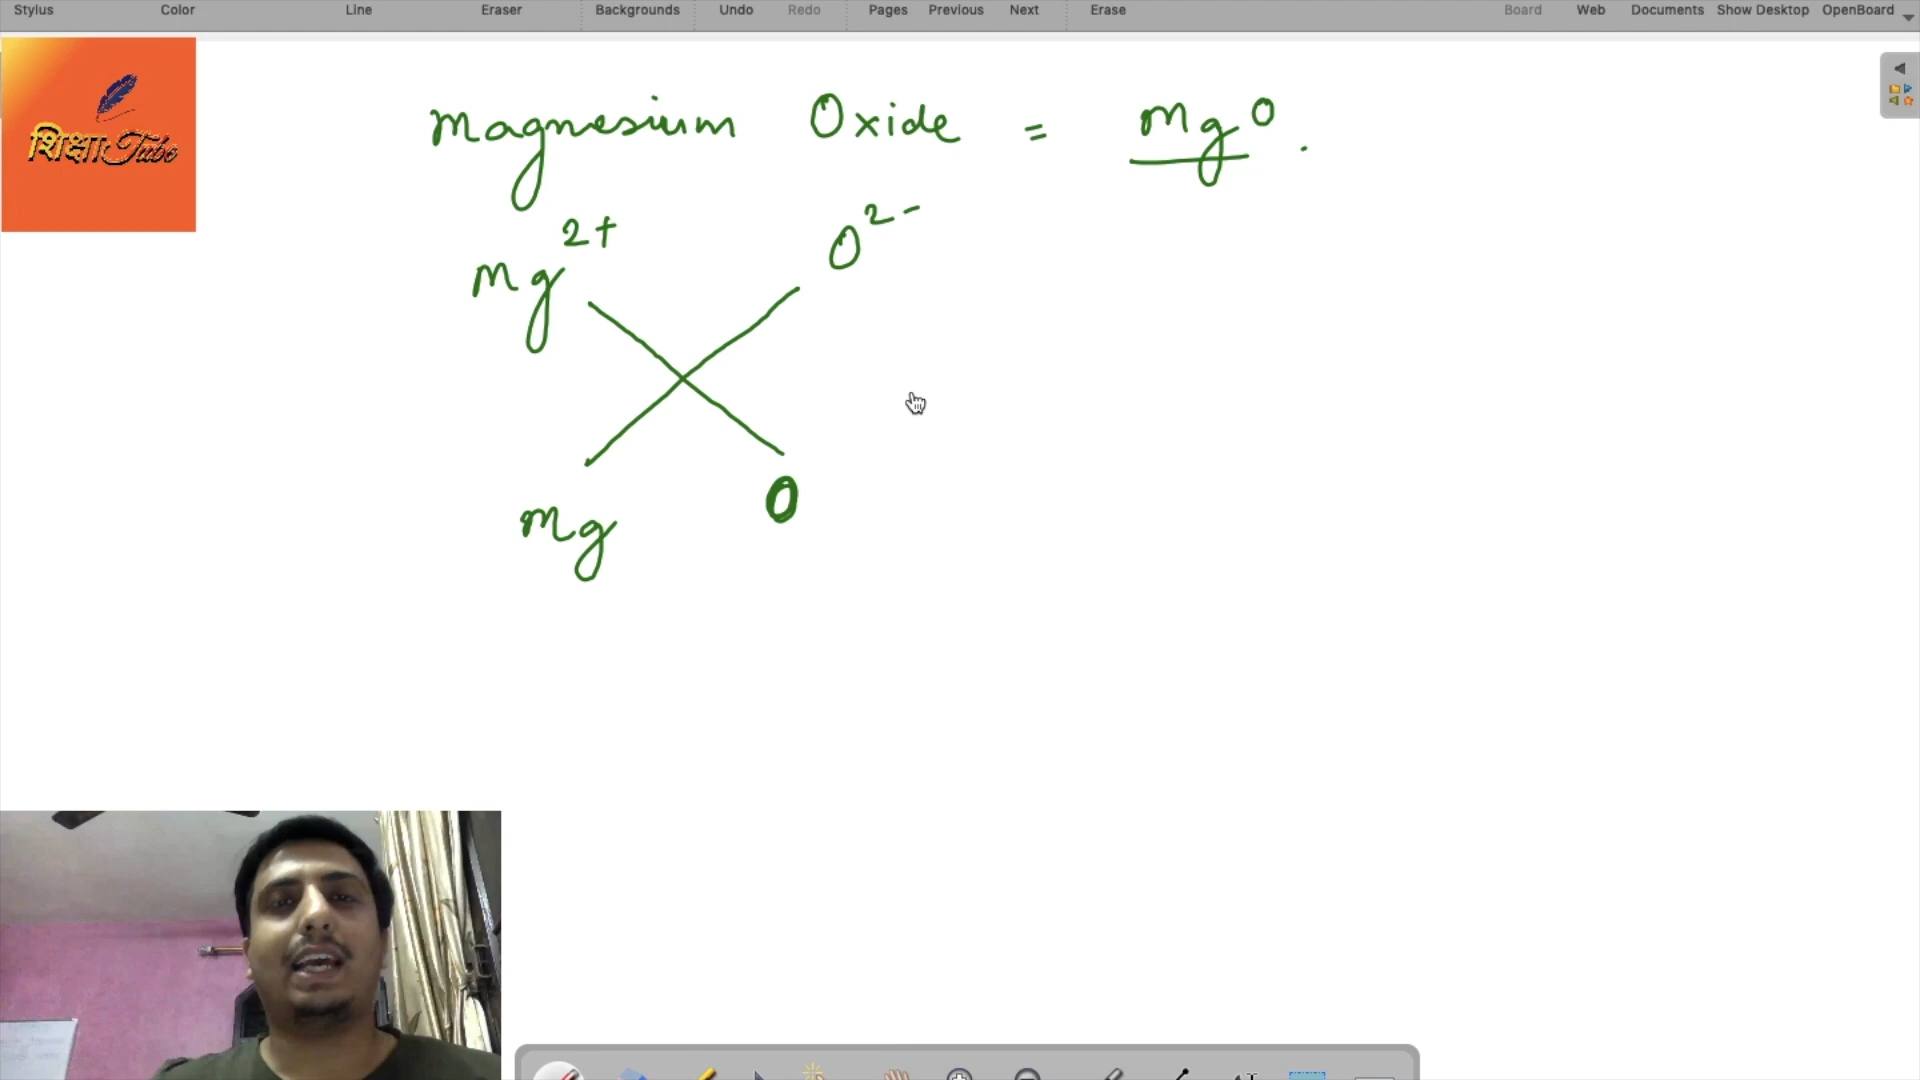 Stylus Color Line Eraser Backgrounds Undo Redo Pages Previous Next Erase Board Web Documents Show Desktop OpenBoard
शिक्षा Tube
Magnesium Oxide = MgO.
Mg2+ O2-
Mg O